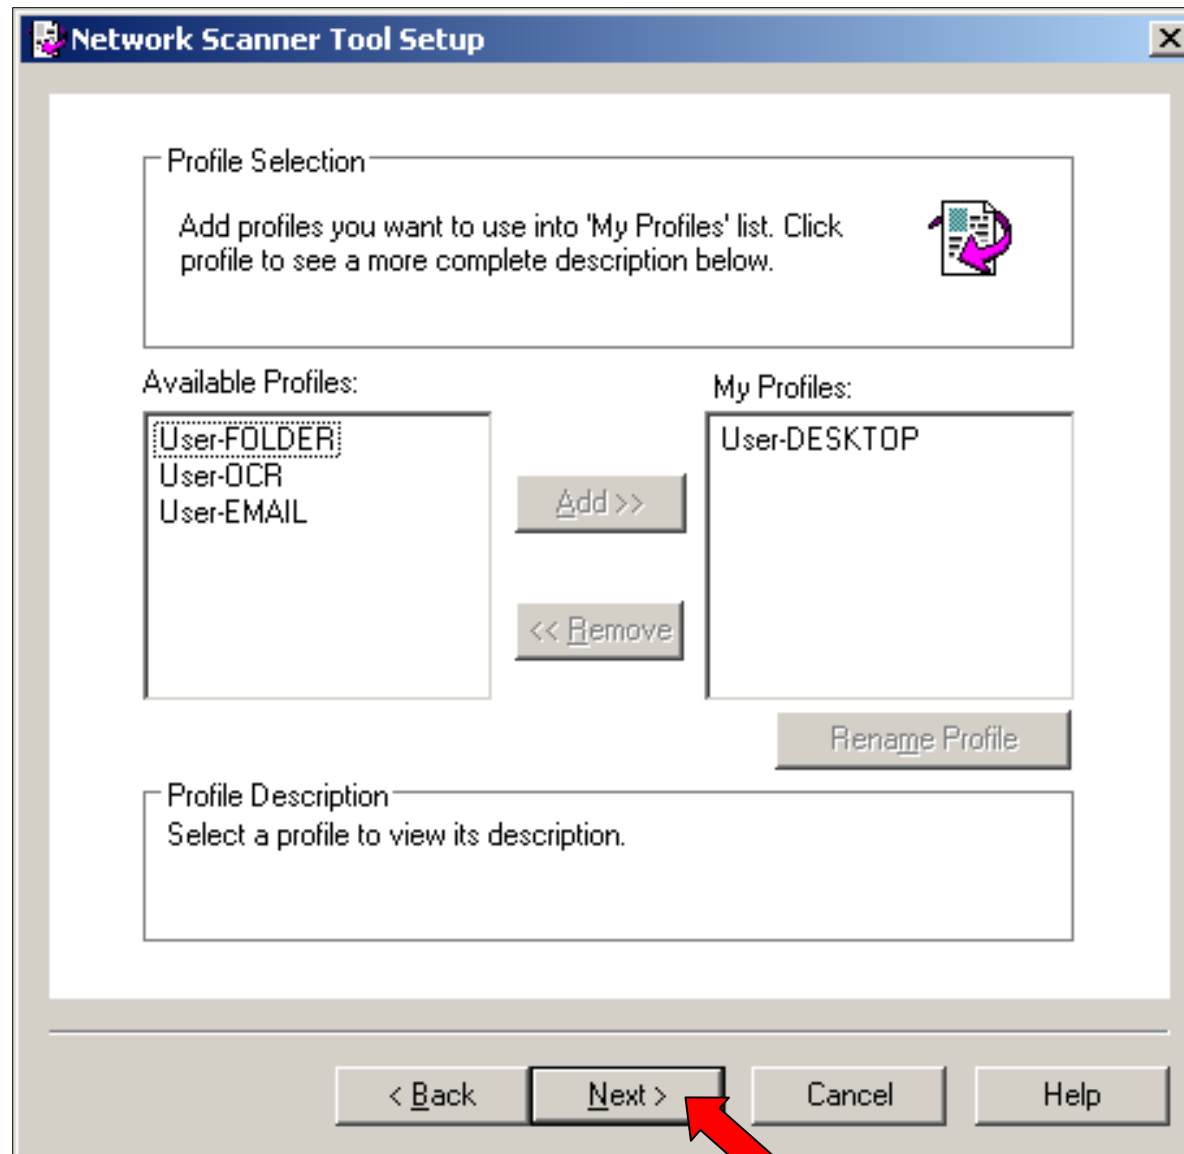 Network Scanner Tool Setup
Profile Selection
Add profiles you want to use into 'My Profiles' list. Click
profile to see a more complete description below.
Available Profiles:
My Profiles:
User-FOLDER
User-OCR
User-EMAIL
User-DESKTOP
Add >>
<< Remove
Rename Profile
Profile Description
Select a profile to view its description.
< Back
Next >
Cancel
Help